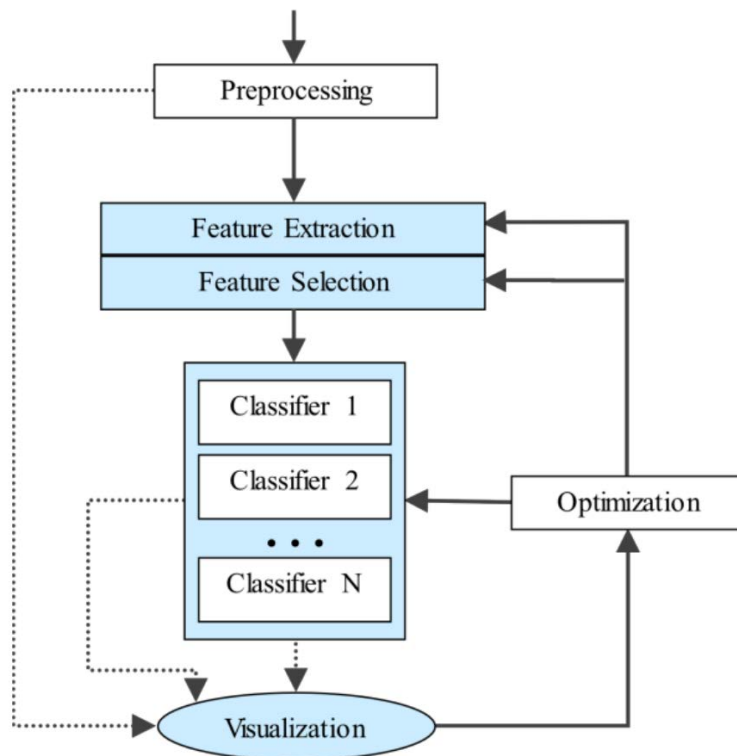 Preprocessing
Feature Extraction
Feature Selection
Classifier 1
Classifier 2
• • •
Classifier N
Optimization
Visualization